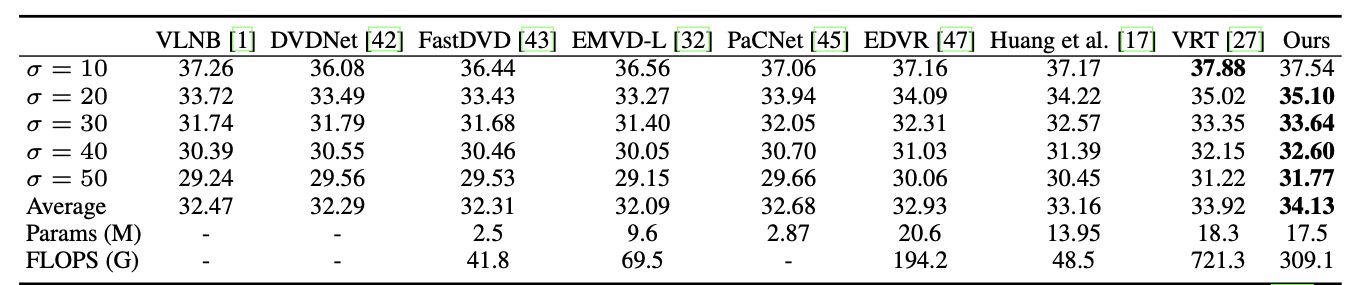 VLNB [1] DVDNet [42] FastDVD [43] EMVD-L [32] PaCNet [45] EDVR [47] Huang et al. [17] VRT [27] Ours
σ = 10 37.26 36.08 36.44 36.56 37.06 37.16 37.17 37.88 37.54
σ = 20 33.72 33.49 33.43 33.27 33.94 34.09 34.22 35.02 35.10
σ = 30 31.74 31.79 31.68 31.40 32.05 32.31 32.57 33.35 33.64
σ = 40 30.39 30.55 30.46 30.05 30.70 31.03 31.39 32.15 32.60
σ = 50 29.24 29.56 29.53 29.15 29.66 30.06 30.45 31.22 31.77
Average 32.47 32.29 32.31 32.09 32.68 32.93 33.16 33.92 34.13
Params (M) - - 2.5 9.6 2.87 20.6 13.95 18.3 17.5
FLOPS (G) - - 41.8 69.5 - 194.2 48.5 721.3 309.1